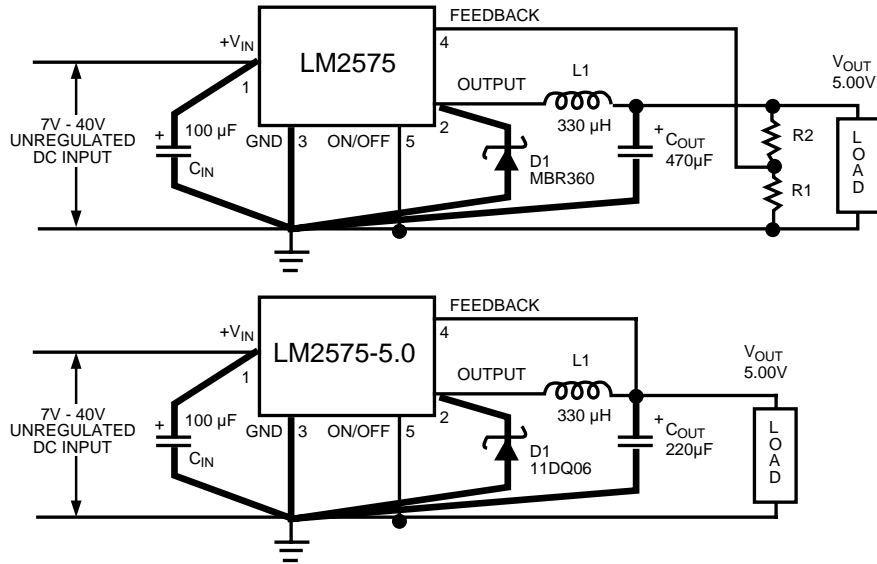 FEEDBACK
+VIN
4
LM2575
L1
VOUT
5.00V
OUTPUT
1
2
330 µH
7V - 40V
UNREGULATED
DC INPUT
+
100 µF
CIN
GND
3
ON/OFF
5
D1
MBR360
+
COUT
470µF
R2
R1
LOAD
FEEDBACK
+VIN
4
LM2575-5.0
L1
VOUT
5.00V
OUTPUT
1
2
330 µH
7V - 40V
UNREGULATED
DC INPUT
+
100 µF
CIN
GND
3
ON/OFF
5
D1
11DQ06
+
COUT
220µF
LOAD